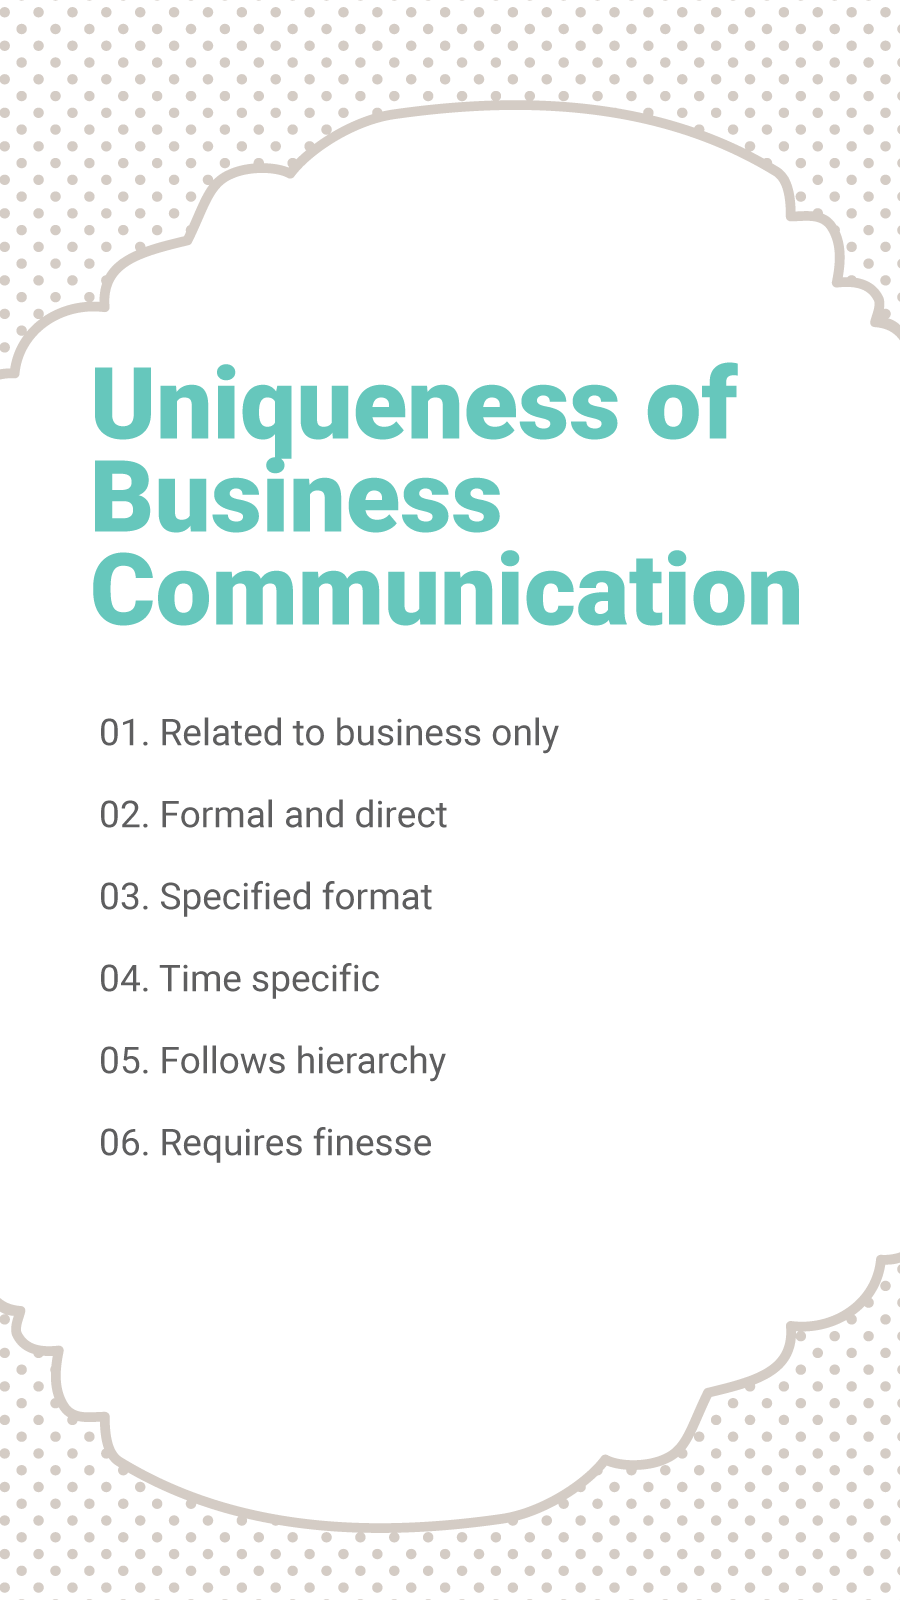 Uniqueness of
Business
Communication
01. Related to business only
02. Formal and direct
03. Specified format
04. Time specific
05. Follows hierarchy
06. Requires finesse